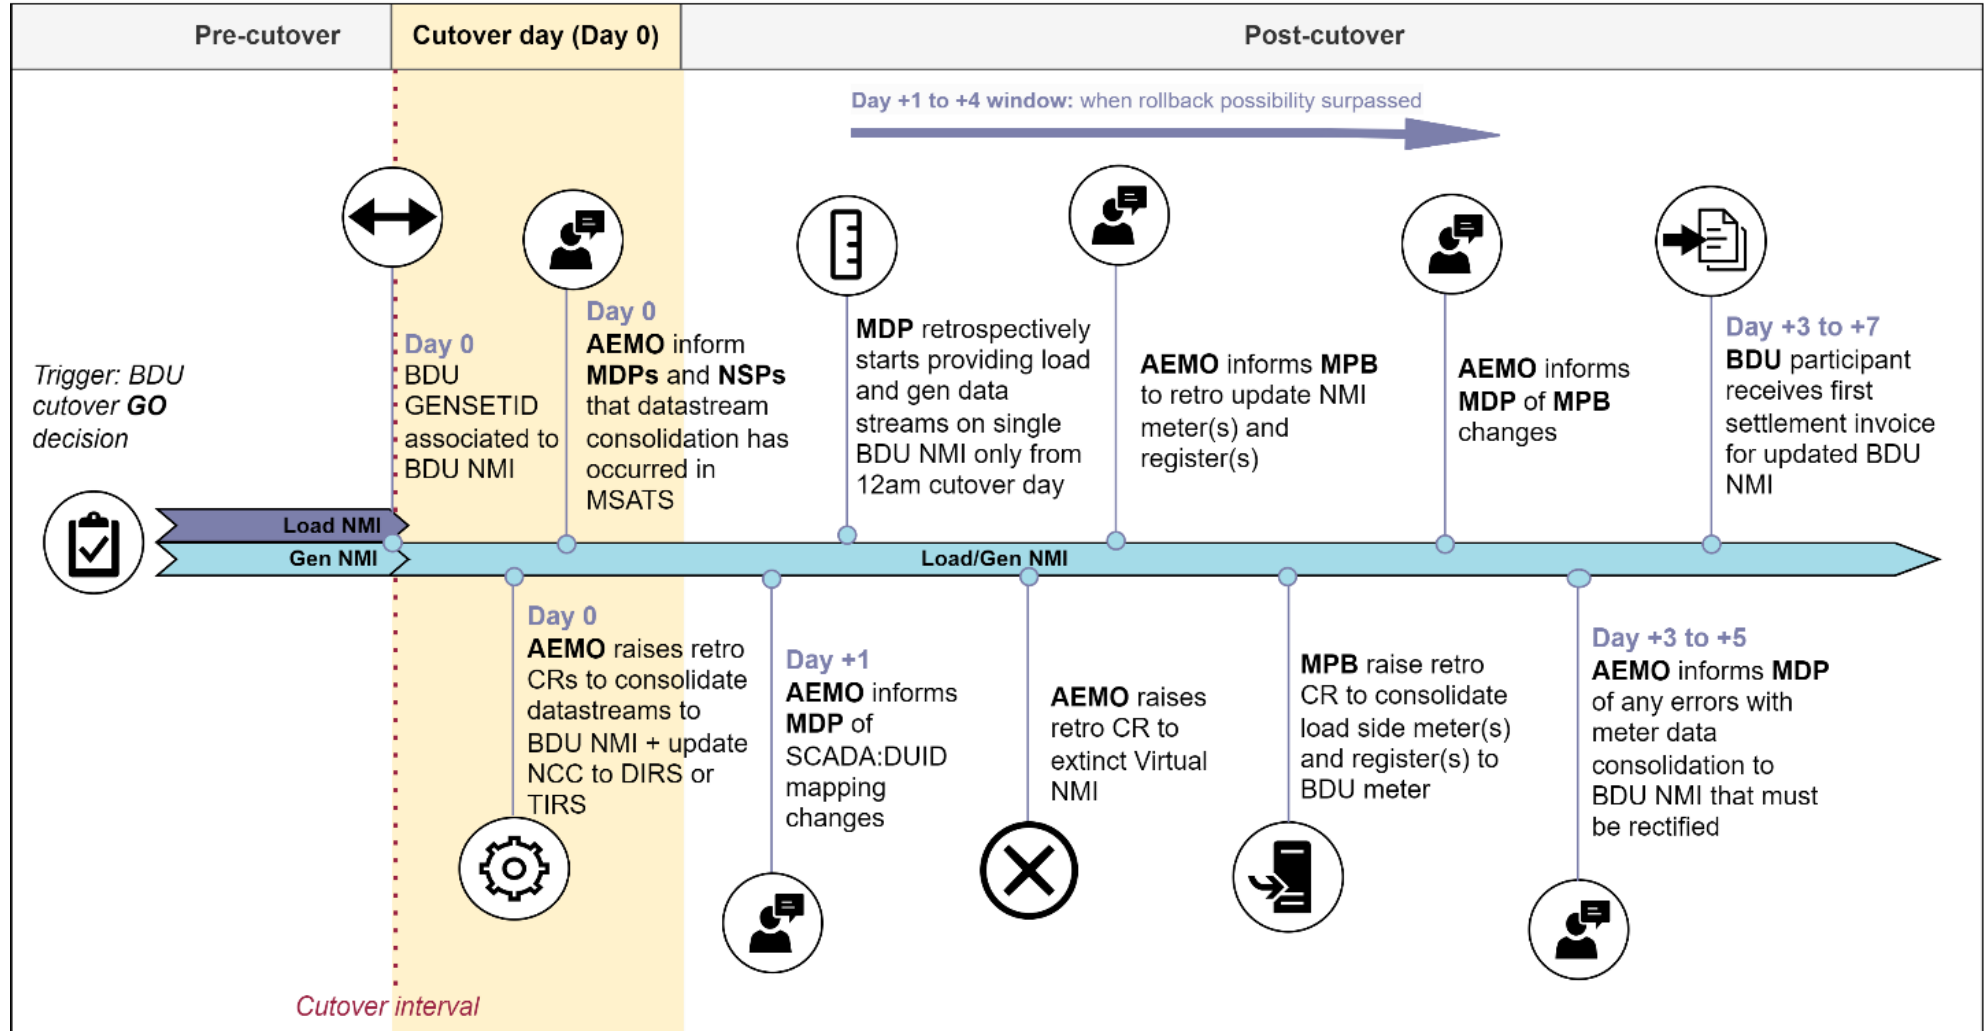 Pre-cutover
Cutover day (Day 0)
Post-cutover
Day +1 to +4 window: when rollback possibility surpassed
Trigger: BDU
cutover GO
decision
Day 0
BDU
GENSETID
associated to
BDU NMI
Day 0
AEMO inform
MDPs and NSPs
that datastream
consolidation has
occurred in
MSATS
MDP retrospectively
starts providing load
and gen data
streams on single
BDU NMI only from
12am cutover day
AEMO informs MPB
to retro update NMI
meter(s) and
register(s)
AEMO informs
MDP of MPB
changes
Day +3 to +7
BDU participant
receives first
settlement invoice
for updated BDU
NMI
Load NMI
Gen NMI
Load/Gen NMI
Day 0
AEMO raises retro
CRs to consolidate
datastreams to
BDU NMI + update
NCC to DIRS or
TIRS
Day +1
AEMO informs
MDP of
SCADA:DUID
mapping
changes
AEMO raises
retro CR to
extinct Virtual
NMI
MPB raise retro
CR to consolidate
load side meter(s)
and register(s) to
BDU meter
Day +3 to +5
AEMO informs MDP
of any errors with
meter data
consolidation to
BDU NMI that must
be rectified
Cutover interval